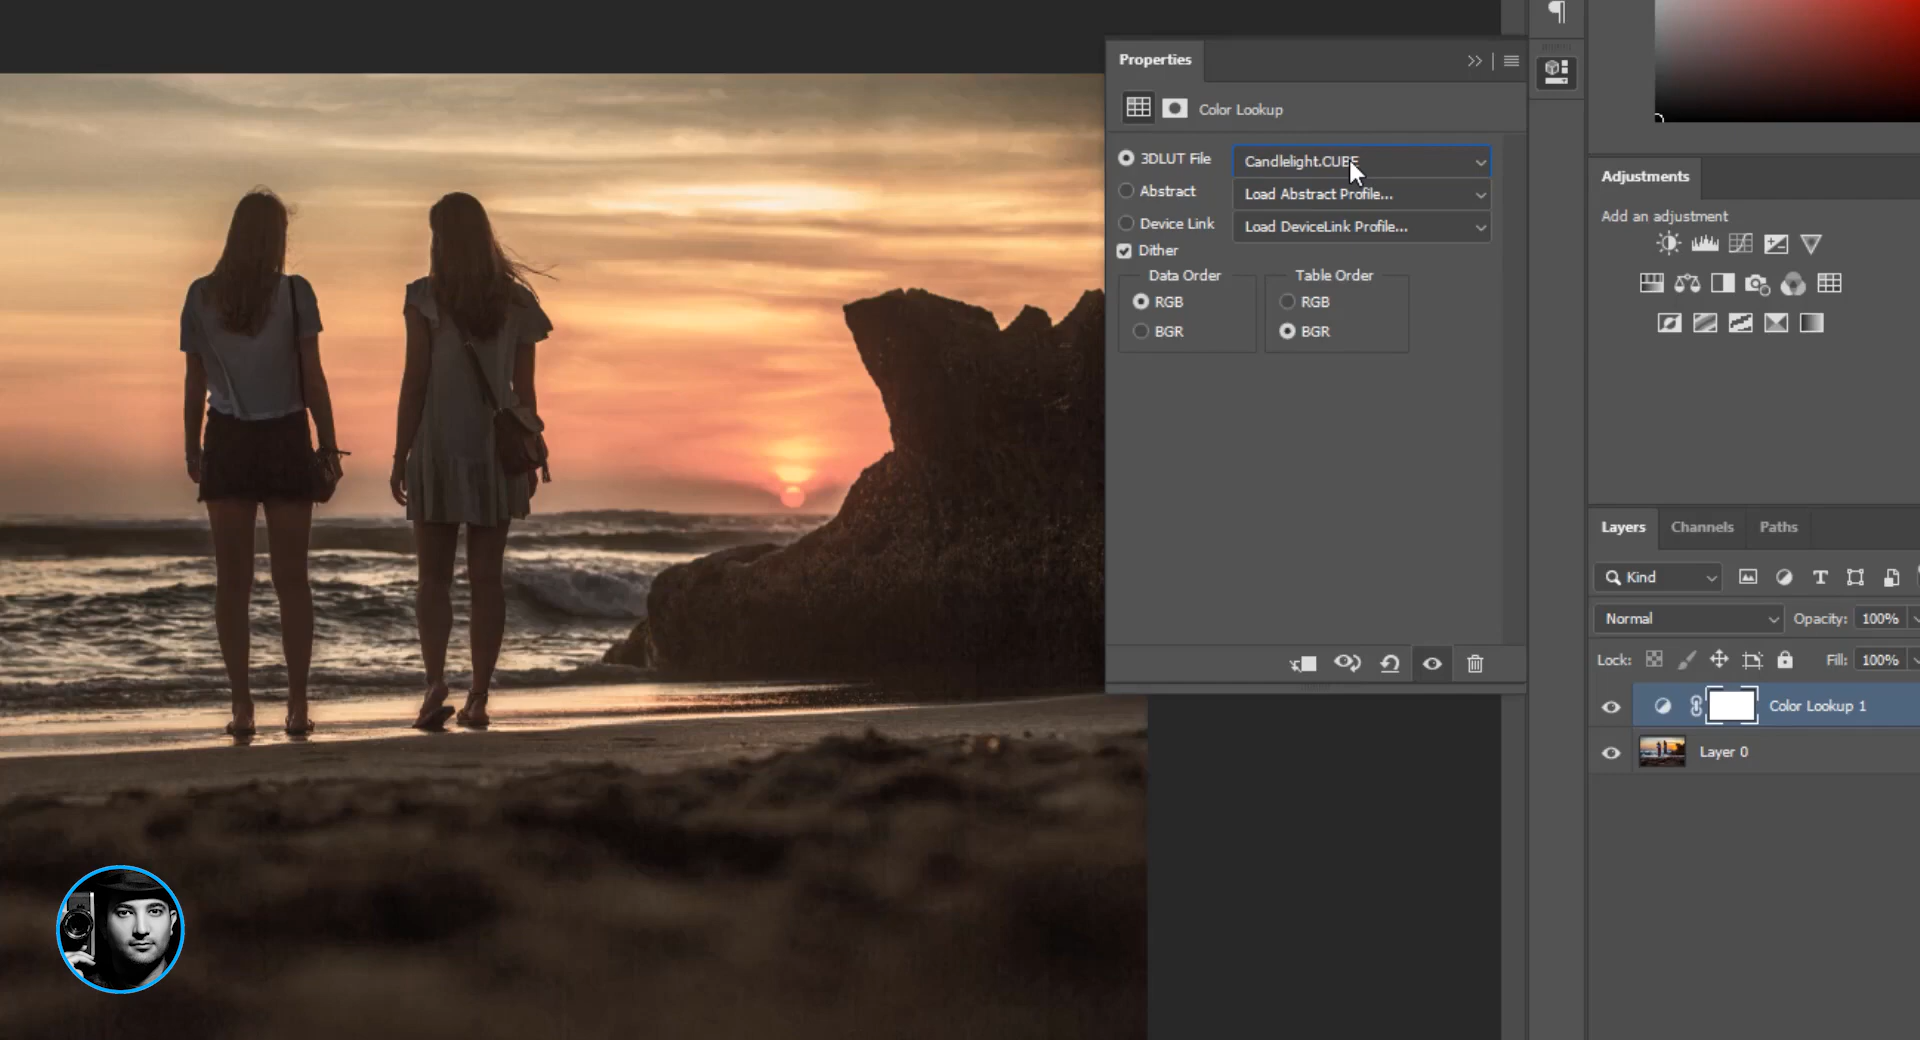 Properties
Color Lookup
3DLUT File
Candlelight.CUBE
Abstract
Load Abstract Profile...
Device Link
Load DeviceLink Profile...
Dither
Data Order
Table Order
RGB
RGB
BGR
BGR
Adjustments
Add an adjustment
Layers
Channels
Paths
Kind
Normal
Opacity:
100%
Lock:
Fill:
100%
Color Lookup 1
Layer 0